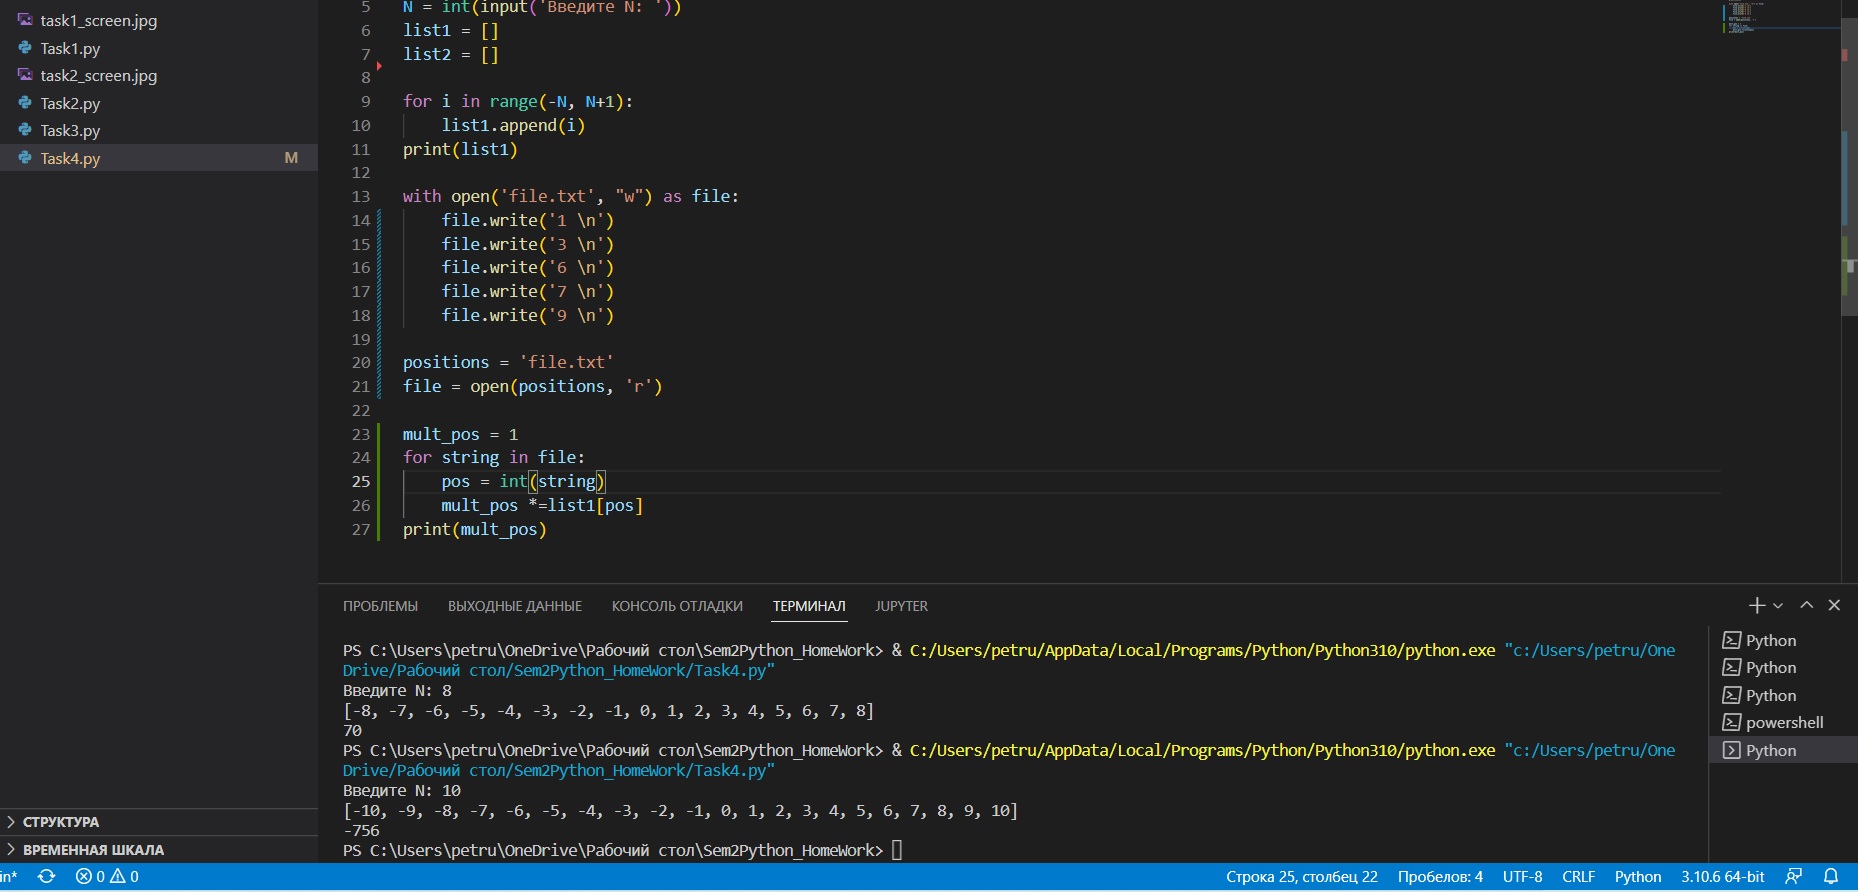 task1_screen.jpg
Task1.py
task2_screen.jpg
Task2.py
Task3.py
Task4.py M
5 N = int(input('Введите N: '))
6 list1 = []
7 list2 = []
8
9 for i in range(-N, N+1):
10 list1.append(i)
11 print(list1)
12
13 with open('file.txt', "w") as file:
14 file.write('1 \n')
15 file.write('3 \n')
16 file.write('6 \n')
17 file.write('7 \n')
18 file.write('9 \n')
19
20 positions = 'file.txt'
21 file = open(positions, 'r')
22
23 mult_pos = 1
24 for string in file:
25 pos = int(string)
26 mult_pos *=list1[pos]
27 print(mult_pos)
ПРОБЛЕМЫ ВЫХОДНЫЕ ДАННЫЕ КОНСОЛЬ ОТЛАДКИ ТЕРМИНАЛ JUPYTER
PS C:\Users\petru\OneDrive\Рабочий стол\Sem2Python_HomeWork> & C:/Users/petru/AppData/Local/Programs/Python/Python310/python.exe "c:/Users/petru/One
Drive/Рабочий стол/Sem2Python_HomeWork/Task4.py"
Введите N: 8
[-8, -7, -6, -5, -4, -3, -2, -1, 0, 1, 2, 3, 4, 5, 6, 7, 8]
70
PS C:\Users\petru\OneDrive\Рабочий стол\Sem2Python_HomeWork> & C:/Users/petru/AppData/Local/Programs/Python/Python310/python.exe "c:/Users/petru/One
Drive/Рабочий стол/Sem2Python_HomeWork/Task4.py"
Введите N: 10
[-10, -9, -8, -7, -6, -5, -4, -3, -2, -1, 0, 1, 2, 3, 4, 5, 6, 7, 8, 9, 10]
-756
PS C:\Users\petru\OneDrive\Рабочий стол\Sem2Python_HomeWork>
Python
Python
Python
powershell
Python
СТРУКТУРА
ВРЕМЕННАЯ ШКАЛА
in* 0 0 Строка 25, столбец 22 Пробелов: 4 UTF-8 CRLF Python 3.10.6 64-bit